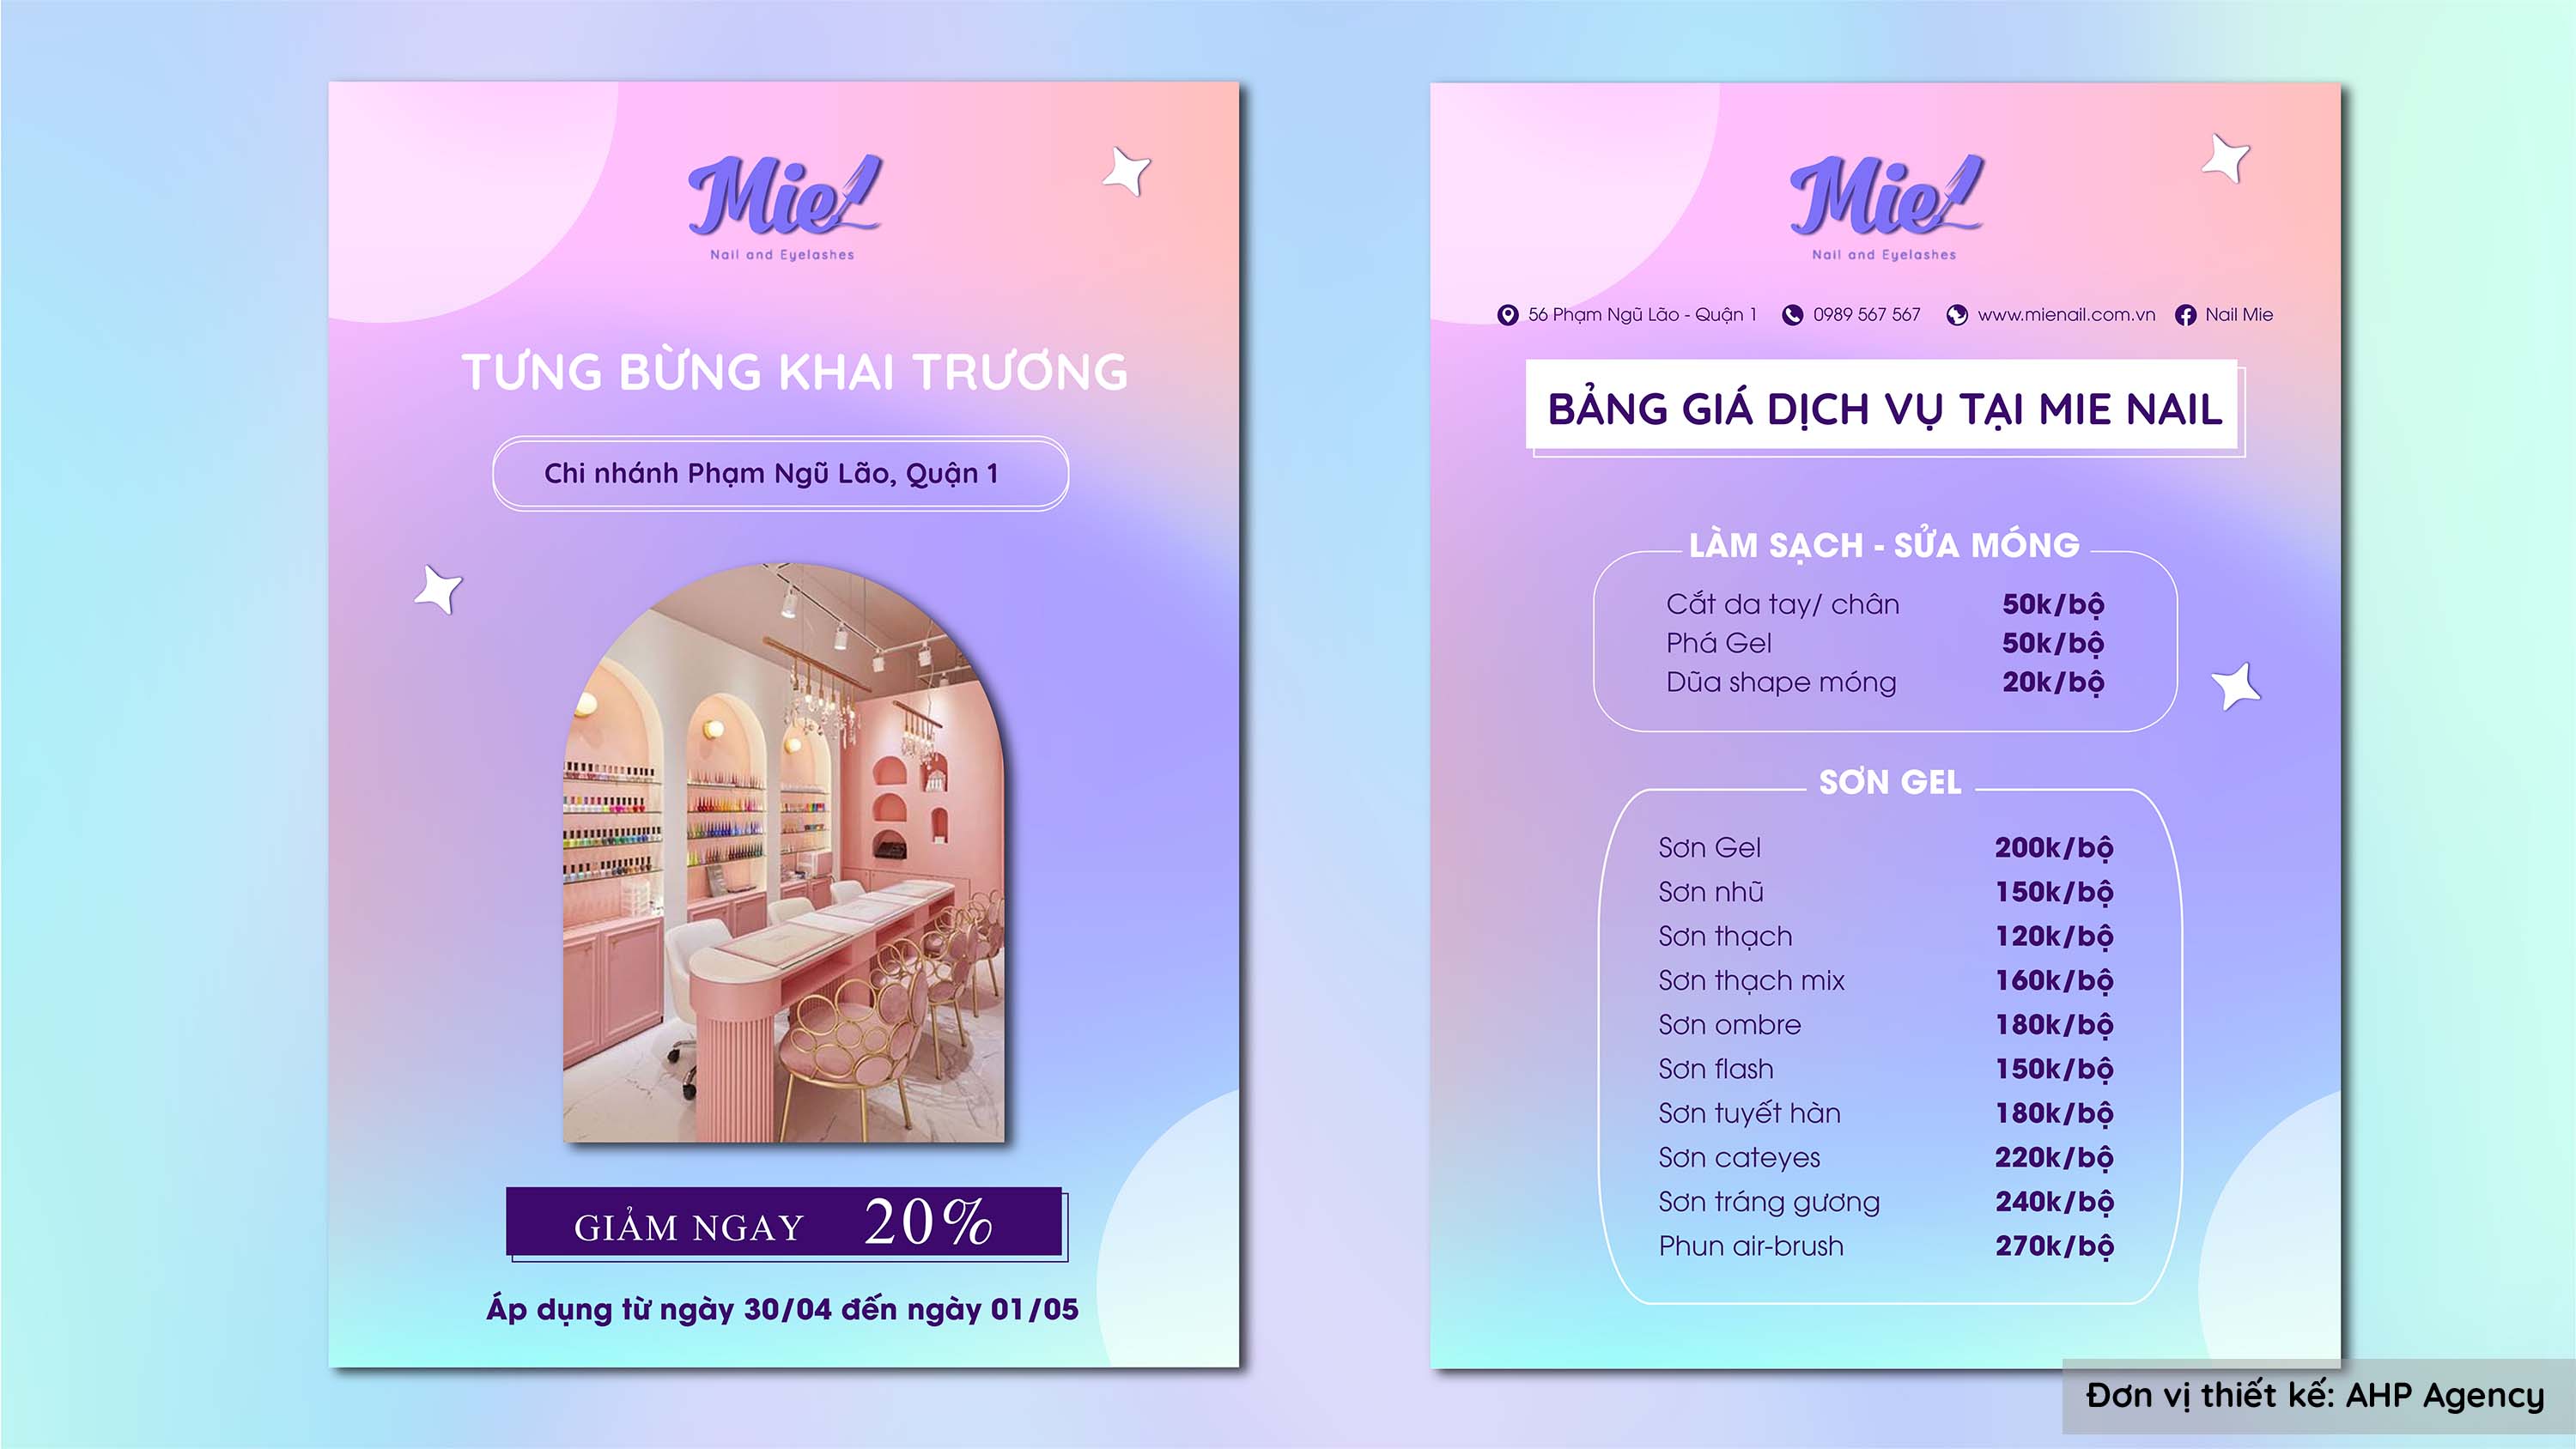 Mie
Nail and Eyelashes
TƯNG BỪNG KHAI TRƯƠNG
Chi nhánh Phạm Ngũ Lão, Quận 1
GIẢM NGAY 20%
Áp dụng từ ngày 30/04 đến ngày 01/05
Mie
Nail and Eyelashes
56 Phạm Ngũ Lão - Quận 1 0989 567 567 www.mienail.com.vn Nail Mie
BẢNG GIÁ DỊCH VỤ TẠI MIE NAIL
LÀM SẠCH - SỬA MÓNG
Cắt da tay/ chân 50k/bộ
Phá Gel 50k/bộ
Dũa shape móng 20k/bộ
SƠN GEL
Sơn Gel 200k/bộ
Sơn nhũ 150k/bộ
Sơn thạch 120k/bộ
Sơn thạch mix 160k/bộ
Sơn ombre 180k/bộ
Sơn flash 150k/bộ
Sơn tuyết hàn 180k/bộ
Sơn cateyes 220k/bộ
Sơn tráng gương 240k/bộ
Phun air-brush 270k/bộ
Đơn vị thiết kế: AHP Agency